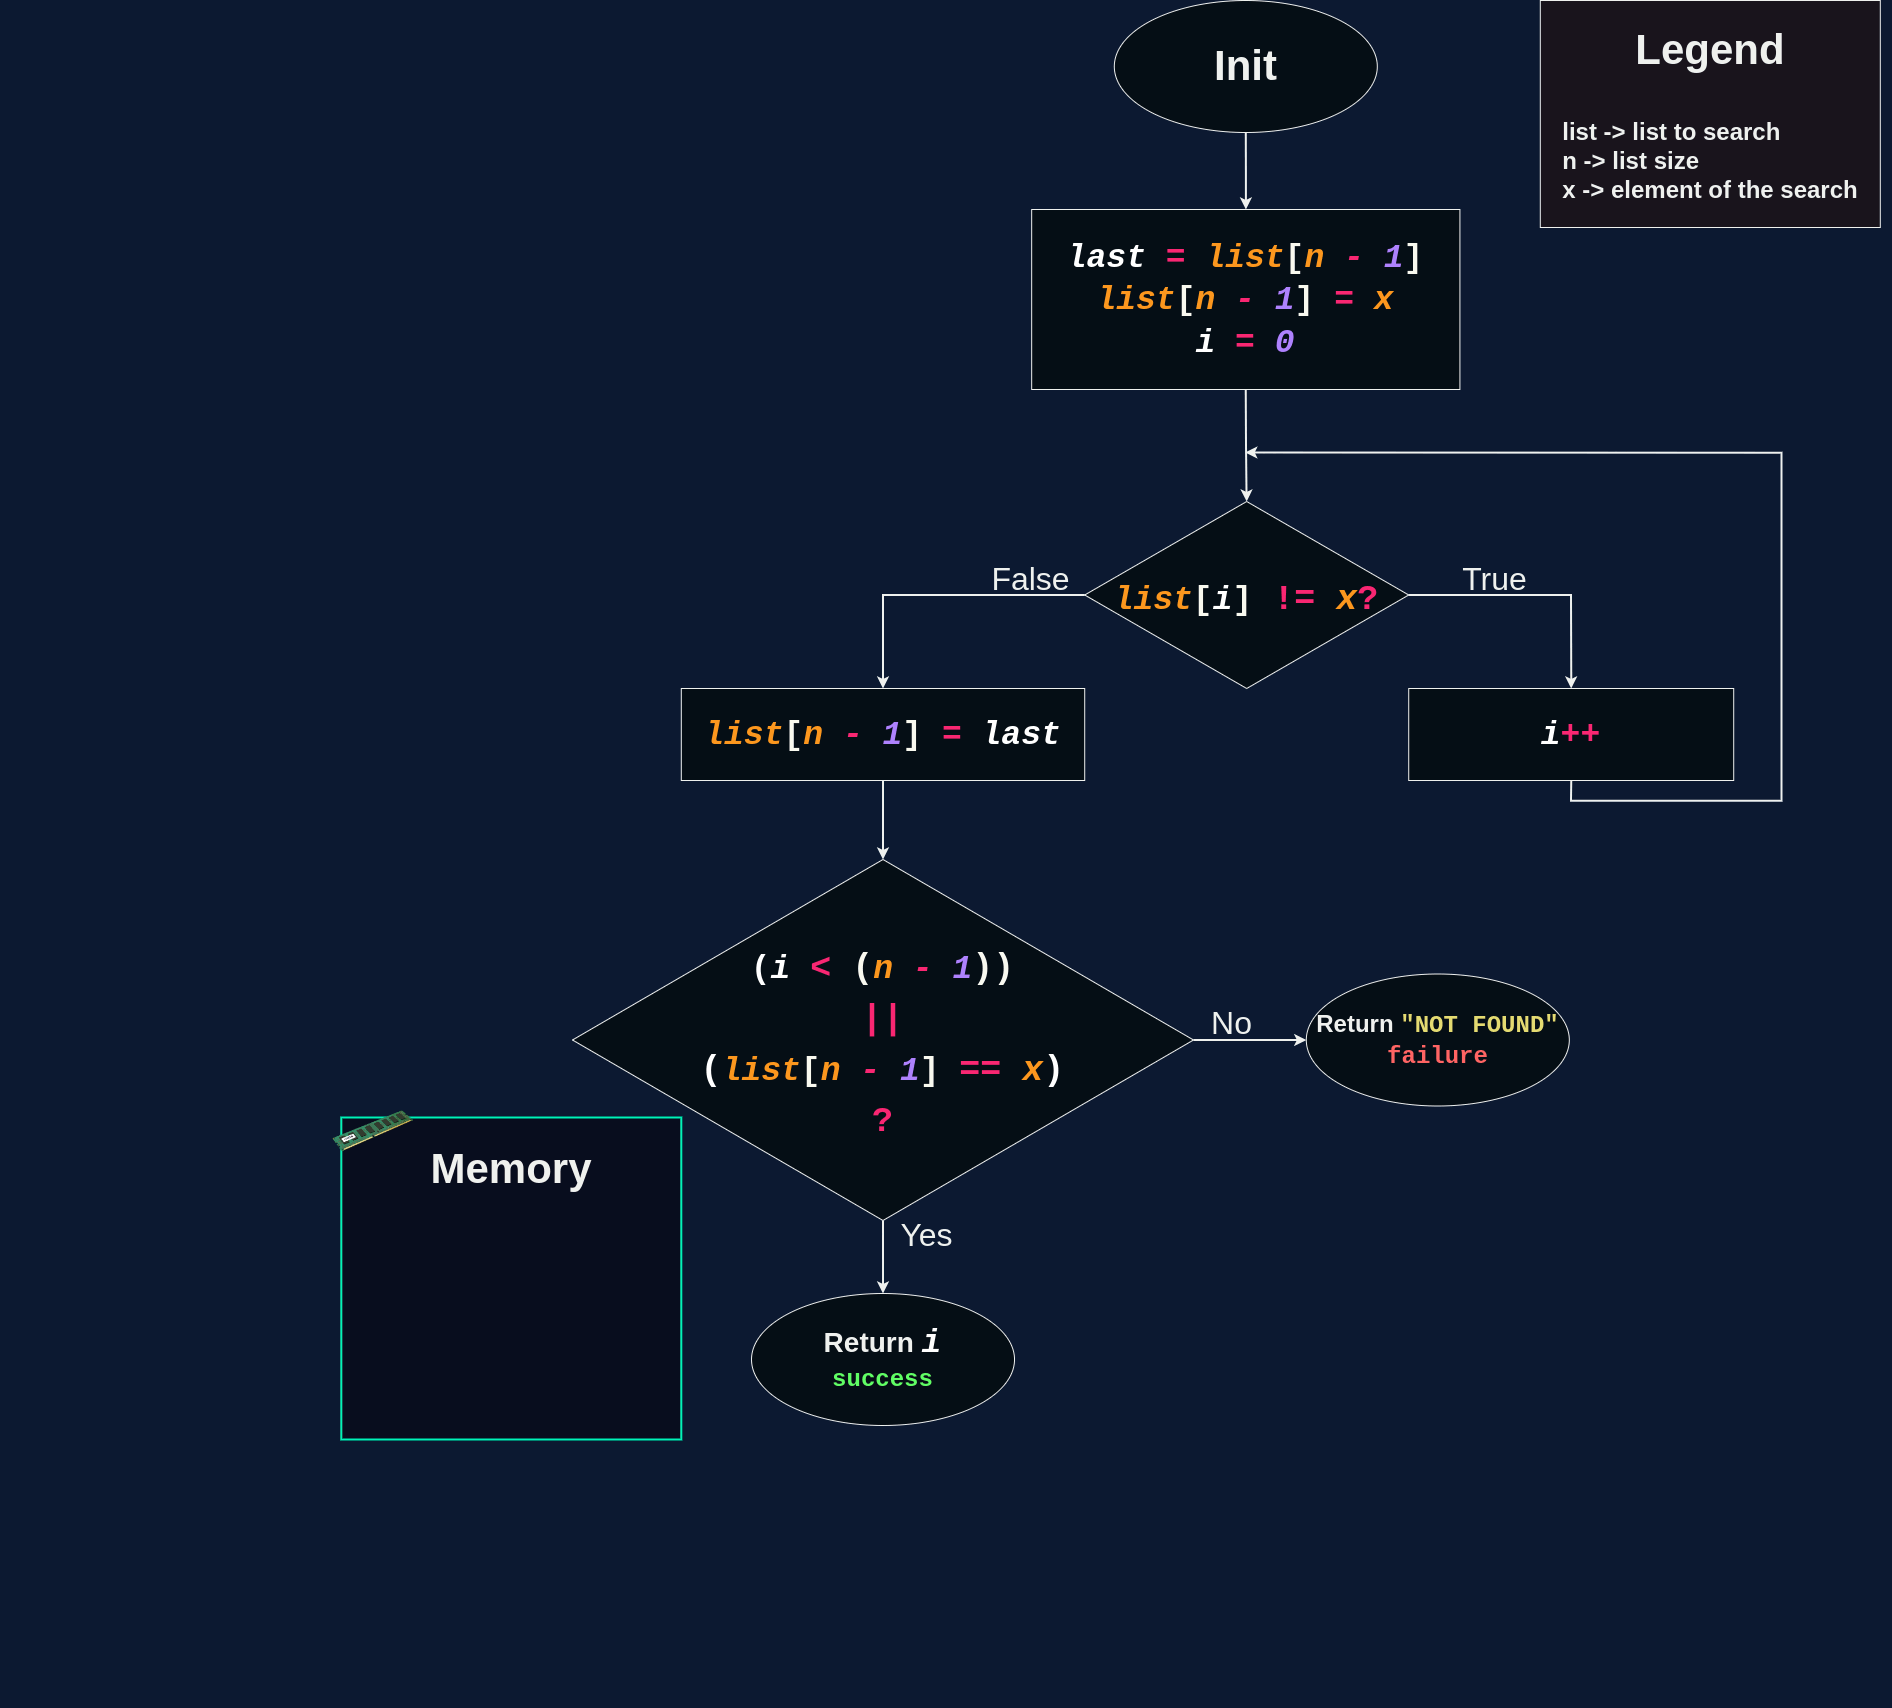 Init
Legend
list -> list to search
n -> list size
x -> element of the search
last = list[n - 1]
list[n - 1] = x
i = 0
list[i] != x?
False
True
list[n - 1] = last
i++
(i < (n - 1))
||
(list[n - 1] == x)
?
No
Return "NOT FOUND"
failure
Memory
Yes
Return i
success